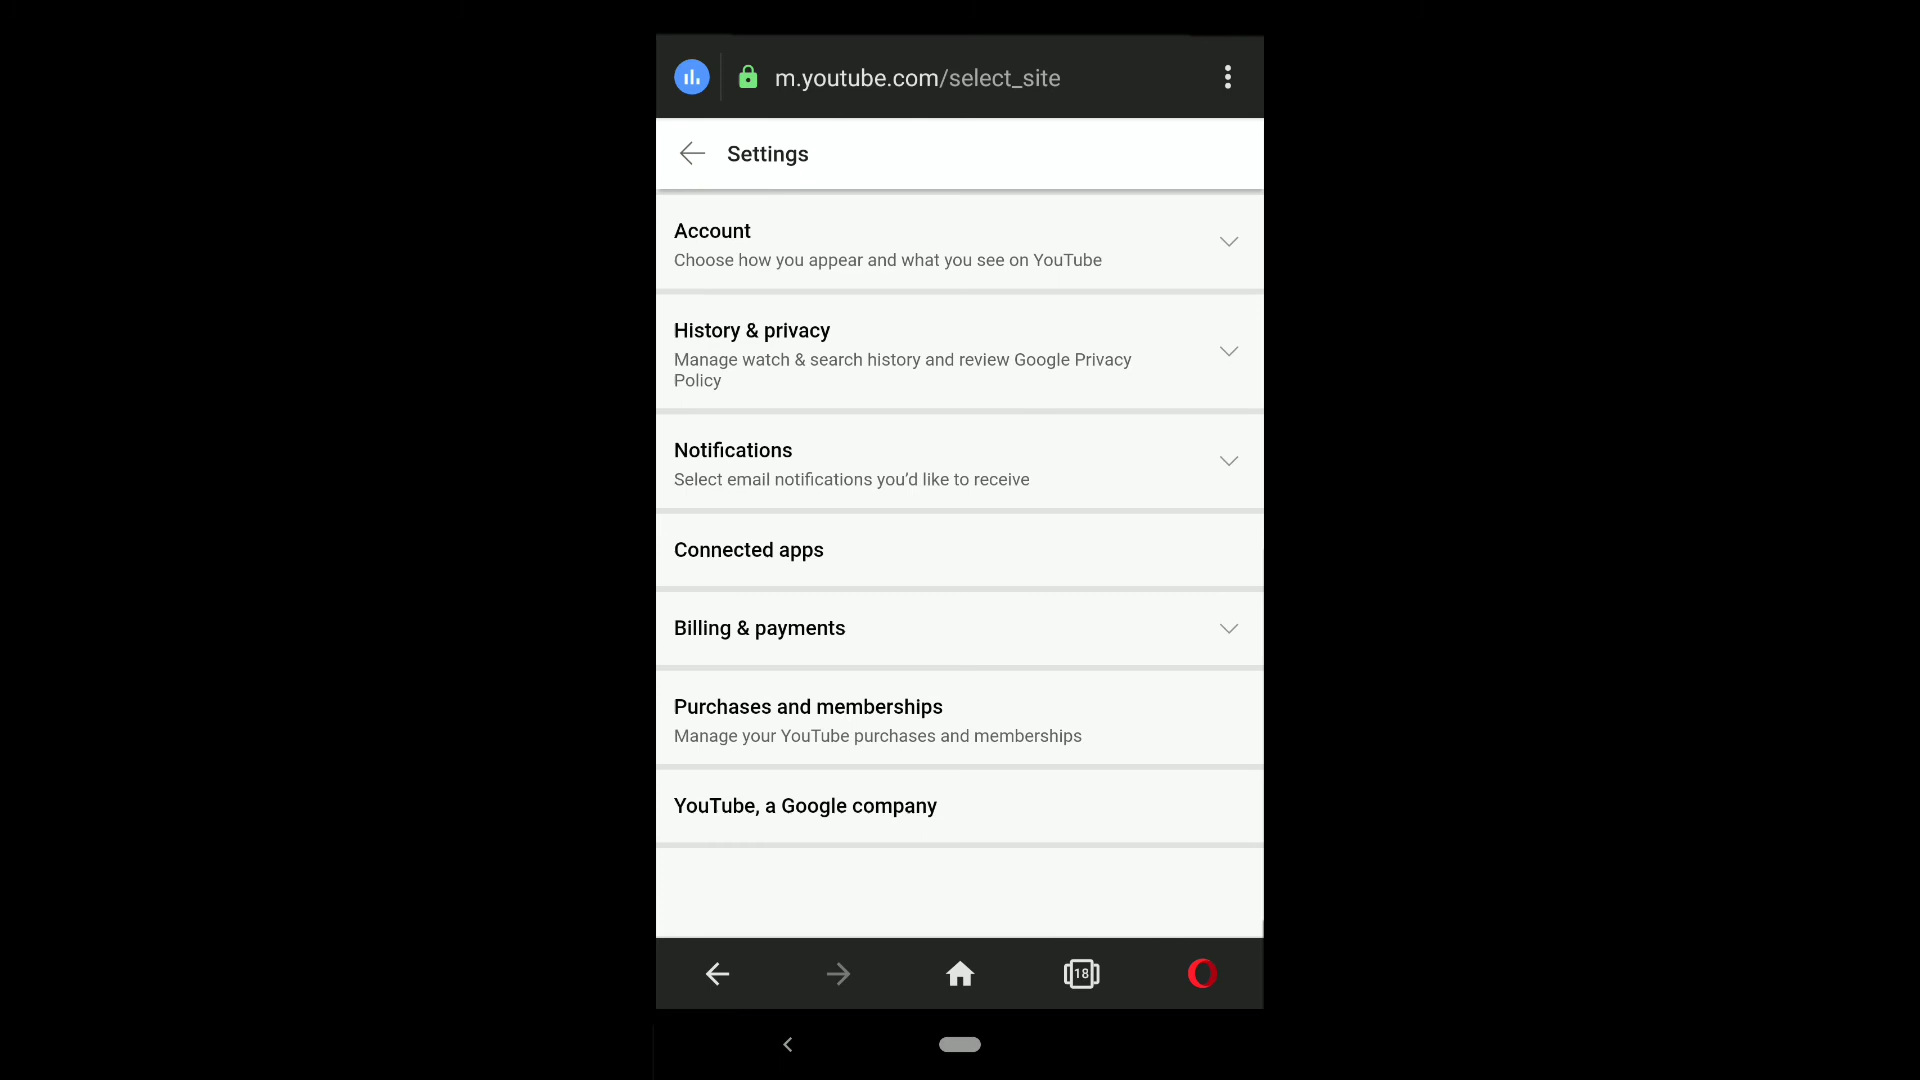 m.youtube.com/select_site
Settings
Account
Choose how you appear and what you see on YouTube
History & privacy
Manage watch & search history and review Google Privacy
Policy
Notifications
Select email notifications you’d like to receive
Connected apps
Billing & payments
Purchases and memberships
Manage your YouTube purchases and memberships
YouTube, a Google company
18